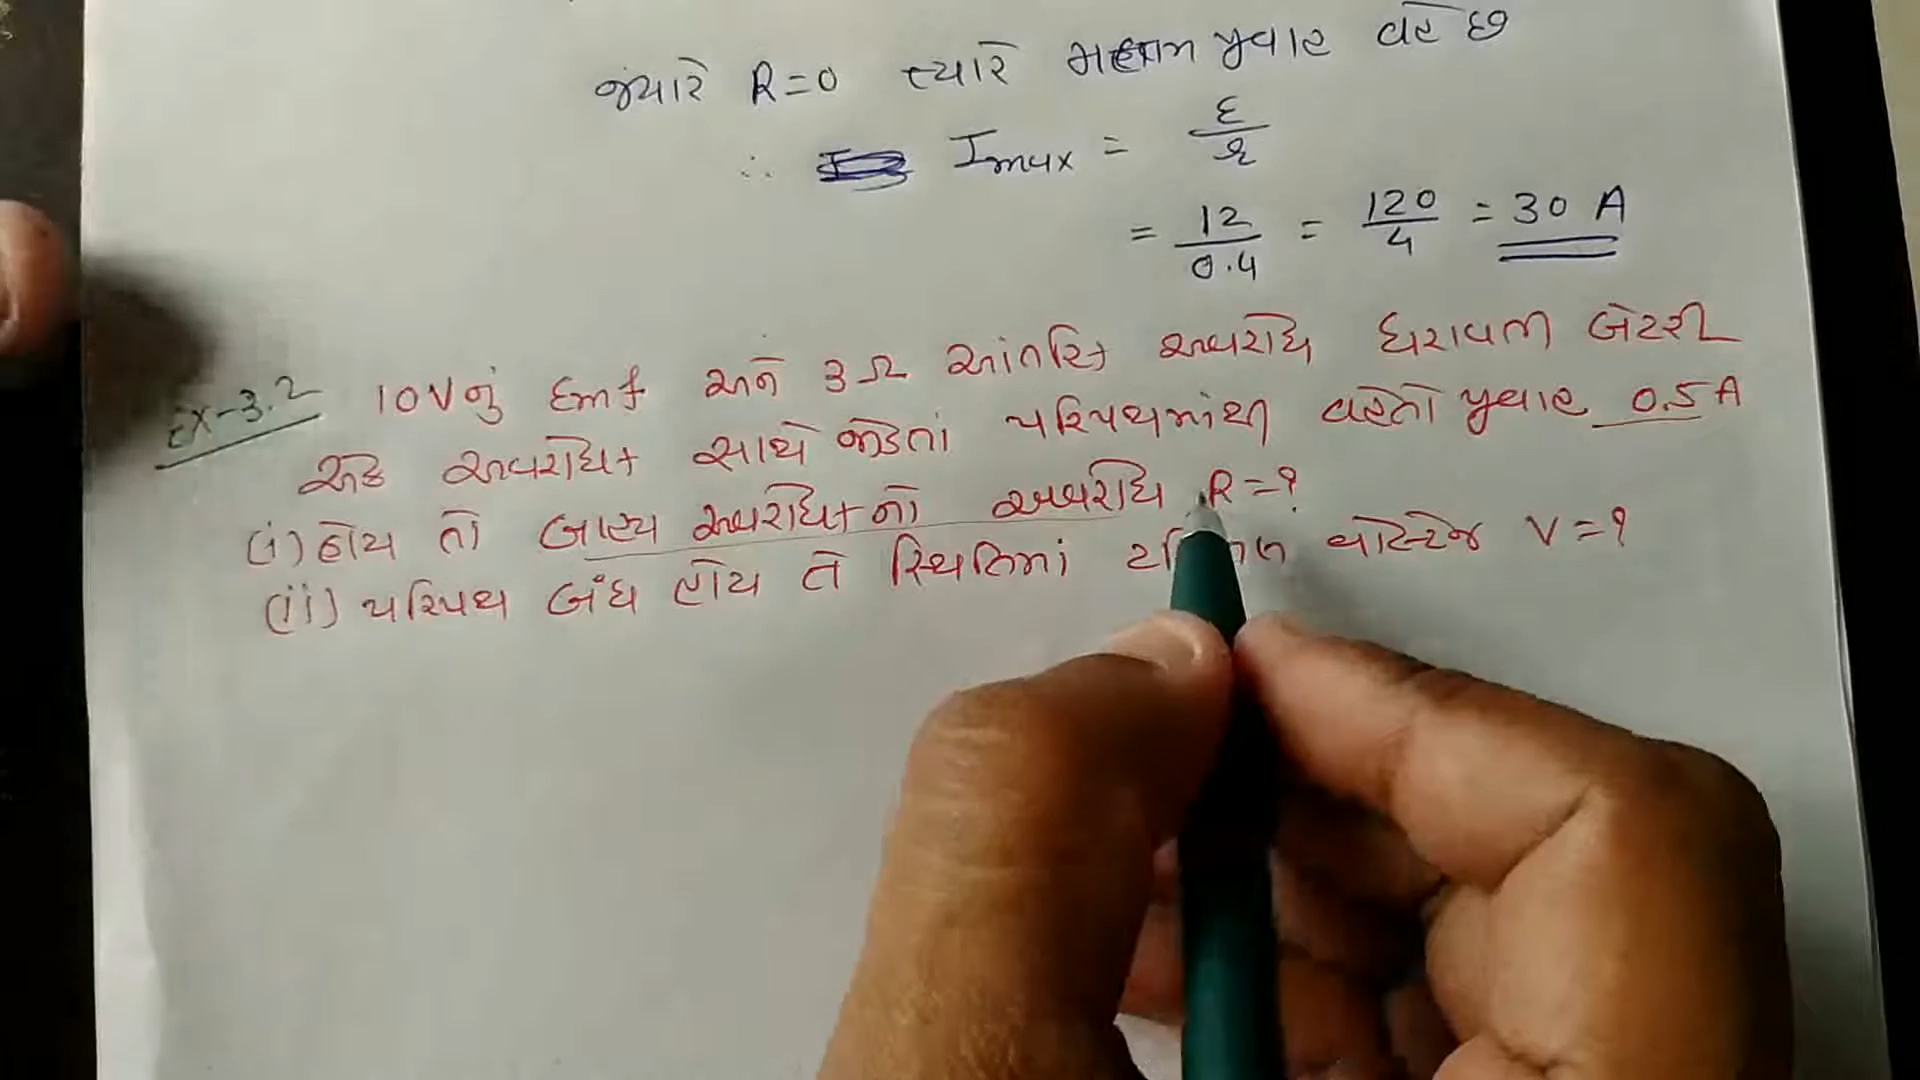 જ્યારે R=0 ત્યારે મહત્તમ પ્રવાહ વહે છે
∴ Imax = ε/r
= 12/0.4 = 120/4 = 30 A
Ex-3.2 10Vનું Emf અને 3Ω આંતરિક અવરોધ ધરાવતી બેટરી
એક અવરોધક સાથે જોડતાં પરિપથમાંથી વહેતો પ્રવાહ 0.5A
(i) હોય તો બાહ્ય અવરોધકનો અવરોધ R=?
(ii) પરિપથ બંધ હોય તે સ્થિતિમાં વોલ્ટેજ V=?